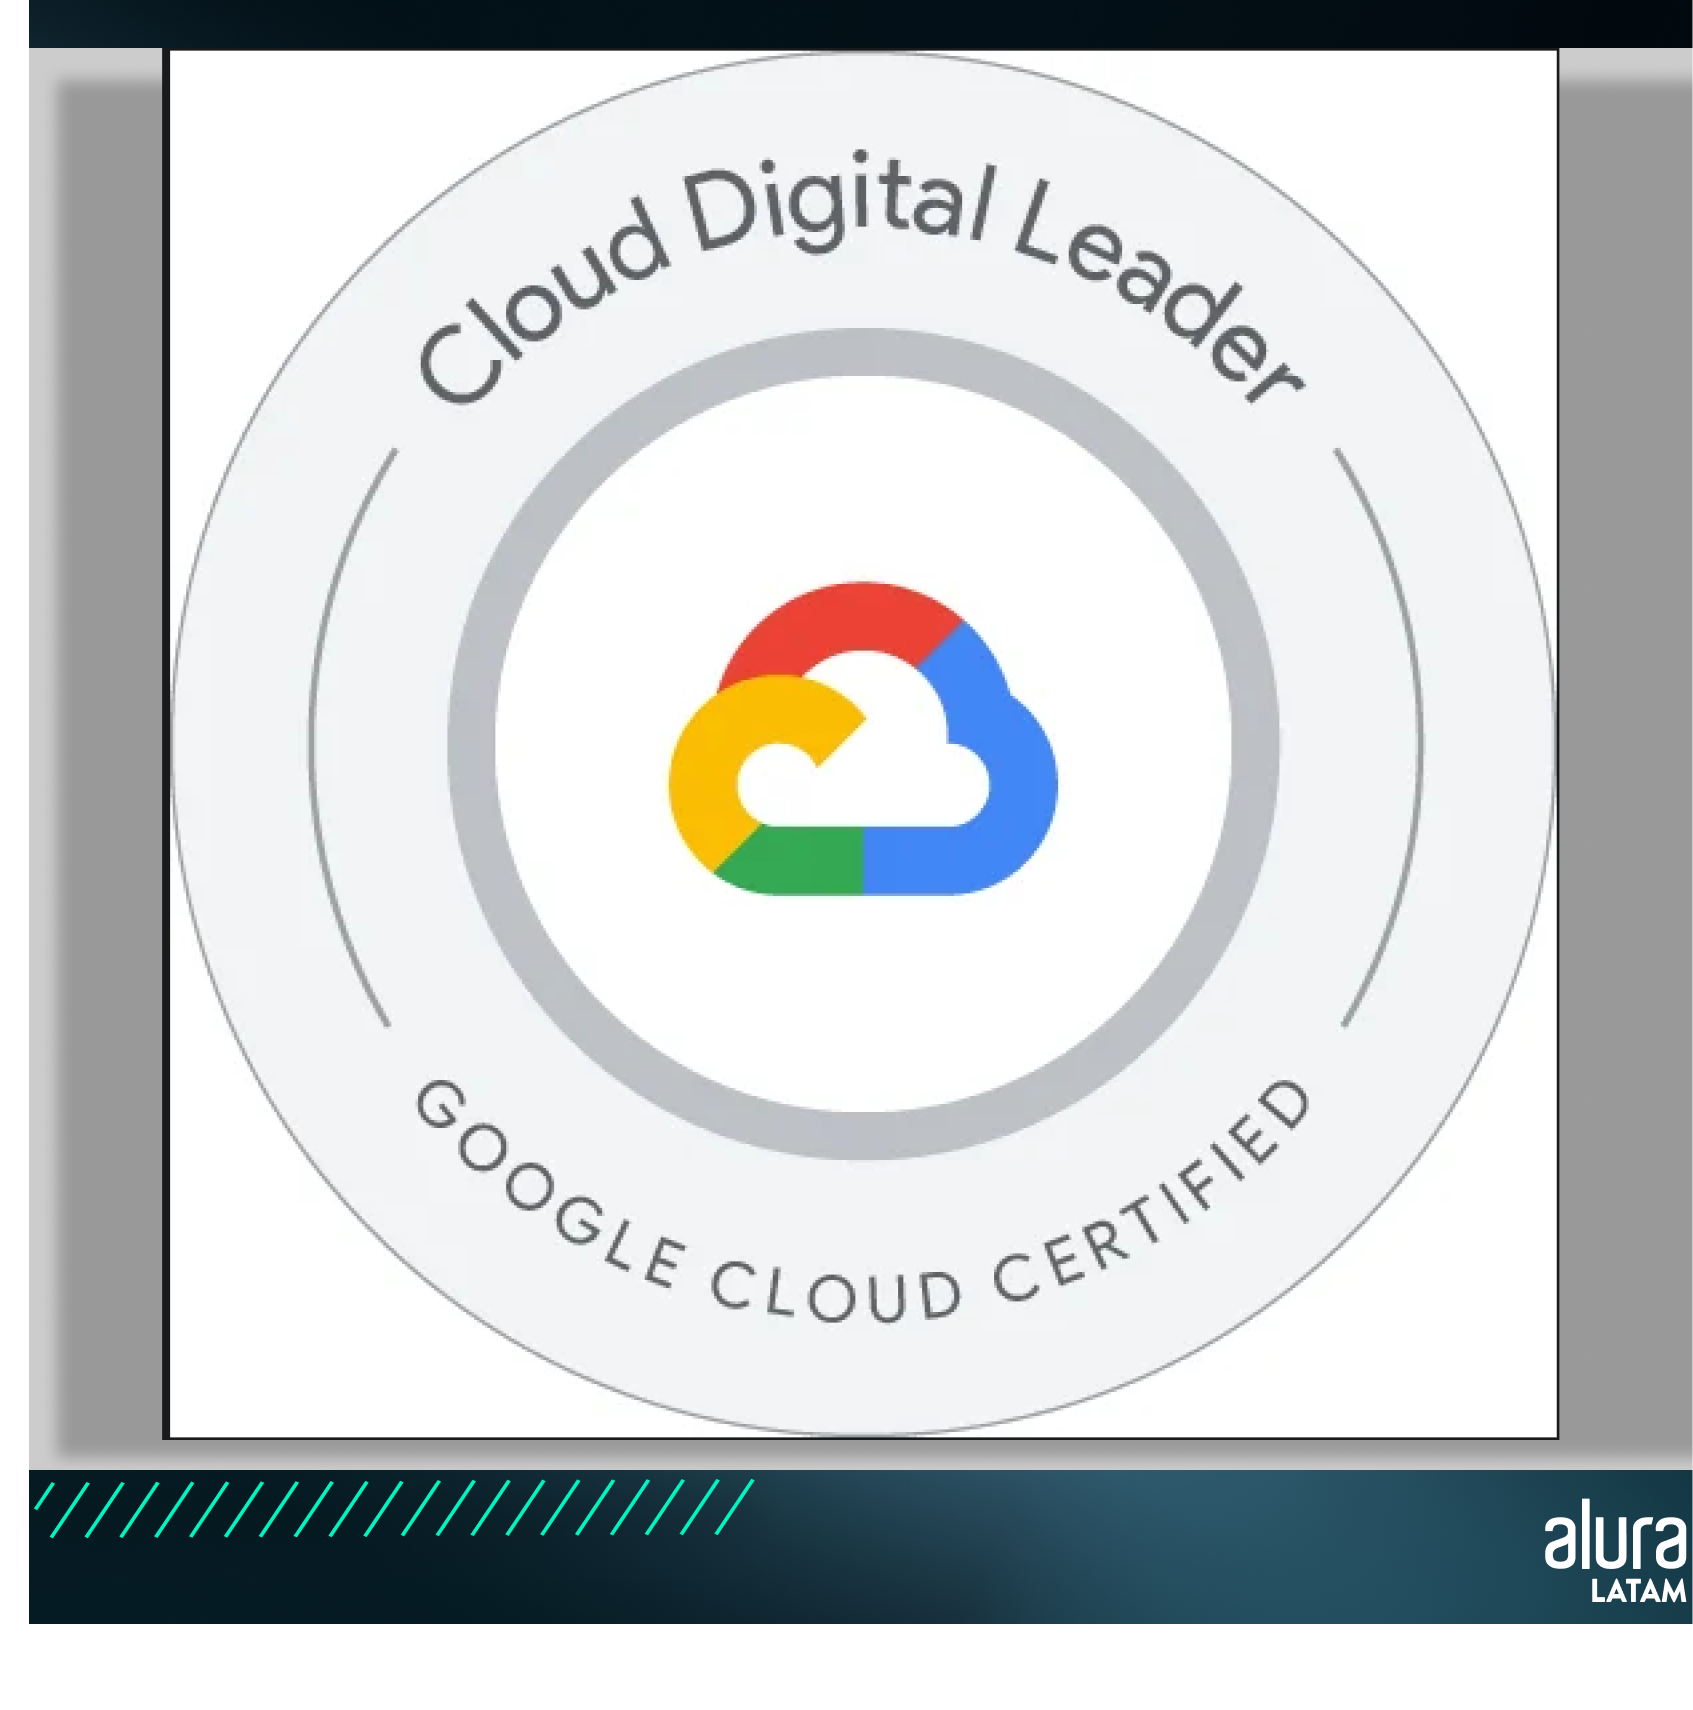 Cloud Digital Leader
GOOGLE CLOUD CERTIFIED
alura
LATAM